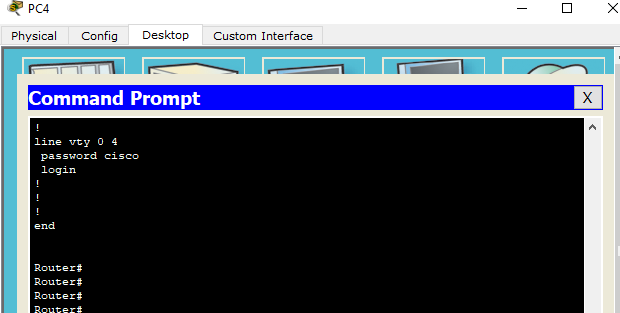 PC4
Physical Config Desktop Custom Interface
Command Prompt X
!
line vty 0 4
 password cisco
 login
!
!
!
end
Router#
Router#
Router#
Router#